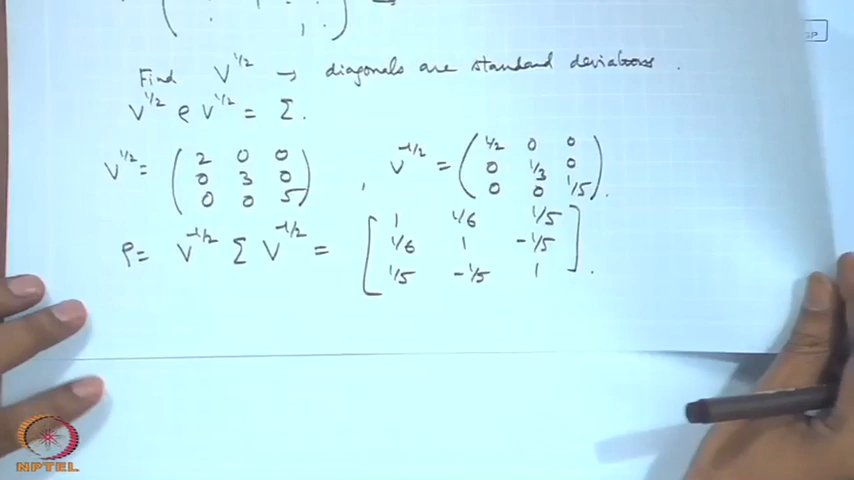 Find V^{1/2} → diagonals are standard deviations .
V^{1/2} ρ V^{1/2} = Σ .
V^{1/2} = ( 2 0 0
0 3 0
0 0 5 ) , V^{-1/2} = ( 1/2 0 0
0 1/3 0
0 0 1/5 ) .
ρ = V^{-1/2} Σ V^{-1/2} = [ 1 1/6 1/5
1/6 1 -1/5
1/5 -1/5 1 ] .
NPTEL